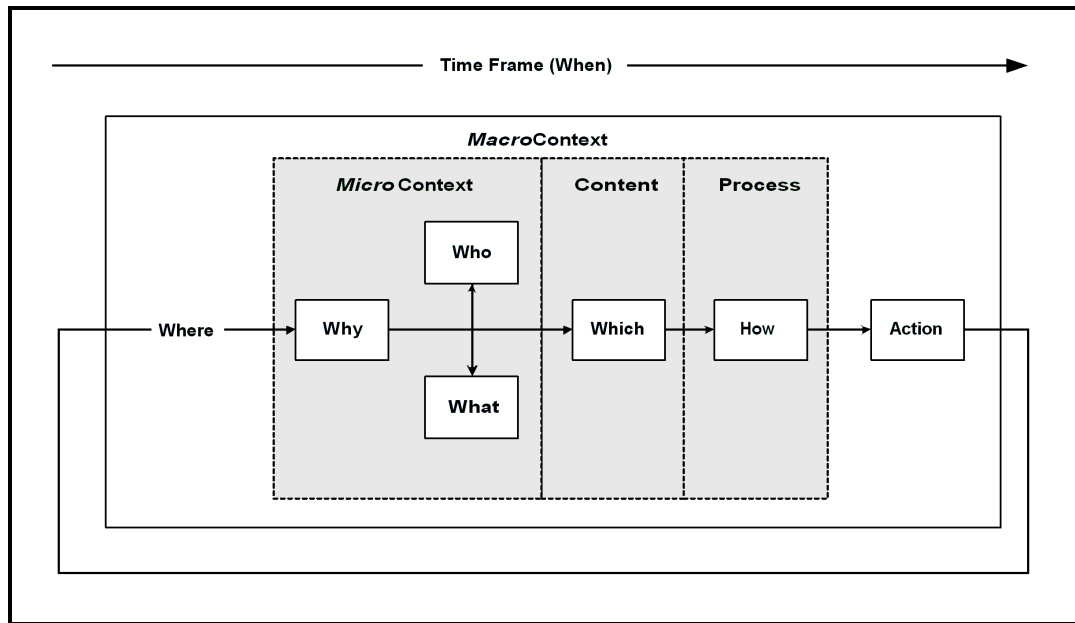 Time Frame (When)
MacroContext
Micro Context
Content
Process
Who
Where
Why
Which
How
Action
What